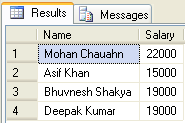 Results Messages
Name Salary
1 Mohan Chauahn 22000
2 Asif Khan 15000
3 Bhuvnesh Shakya 19000
4 Deepak Kumar 19000